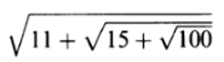 √(11 + √(15 + √100))